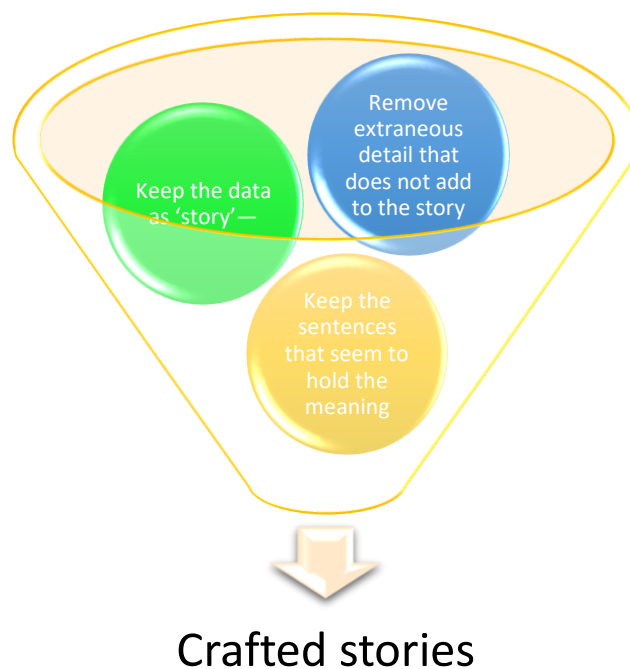 Remove
extraneous
detail that
does not add
to the story
Keep the data
as ‘story’—
Keep the
sentences
that seem to
hold the
meaning
Crafted stories